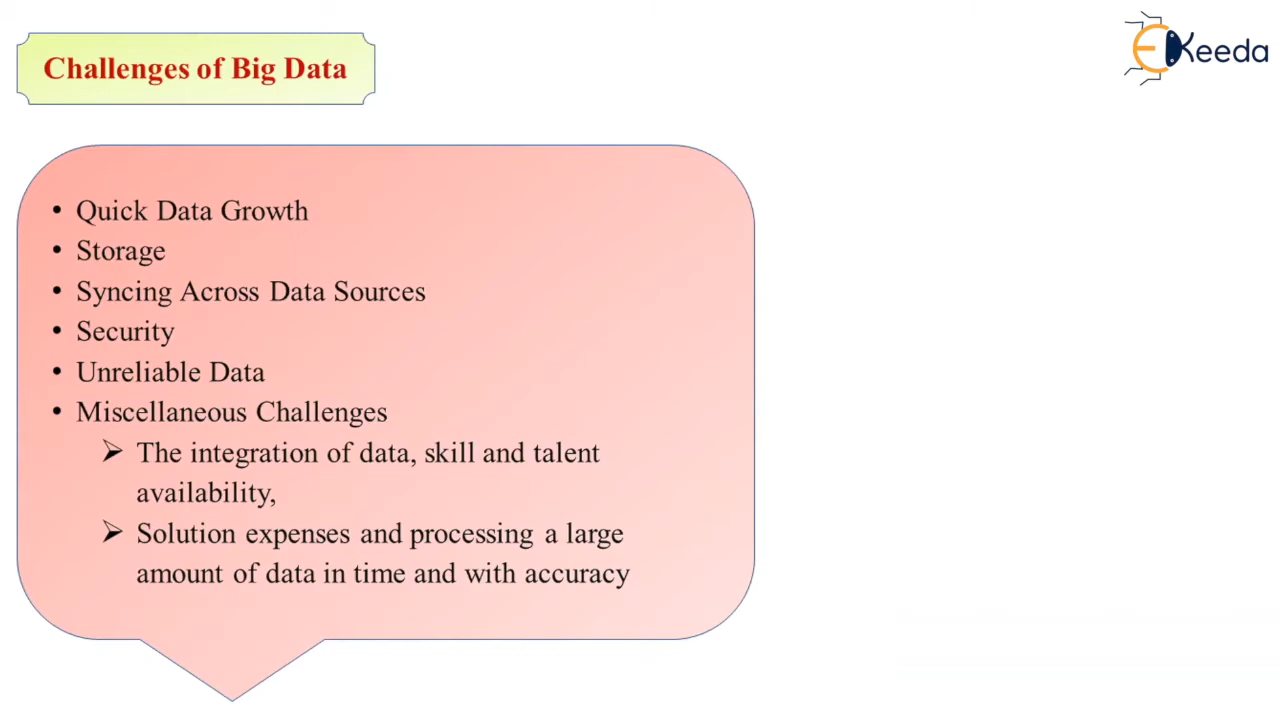 Challenges of Big Data
EKeeda
• Quick Data Growth
• Storage
• Syncing Across Data Sources
• Security
• Unreliable Data
• Miscellaneous Challenges
➢ The integration of data, skill and talent
availability,
➢ Solution expenses and processing a large
amount of data in time and with accuracy